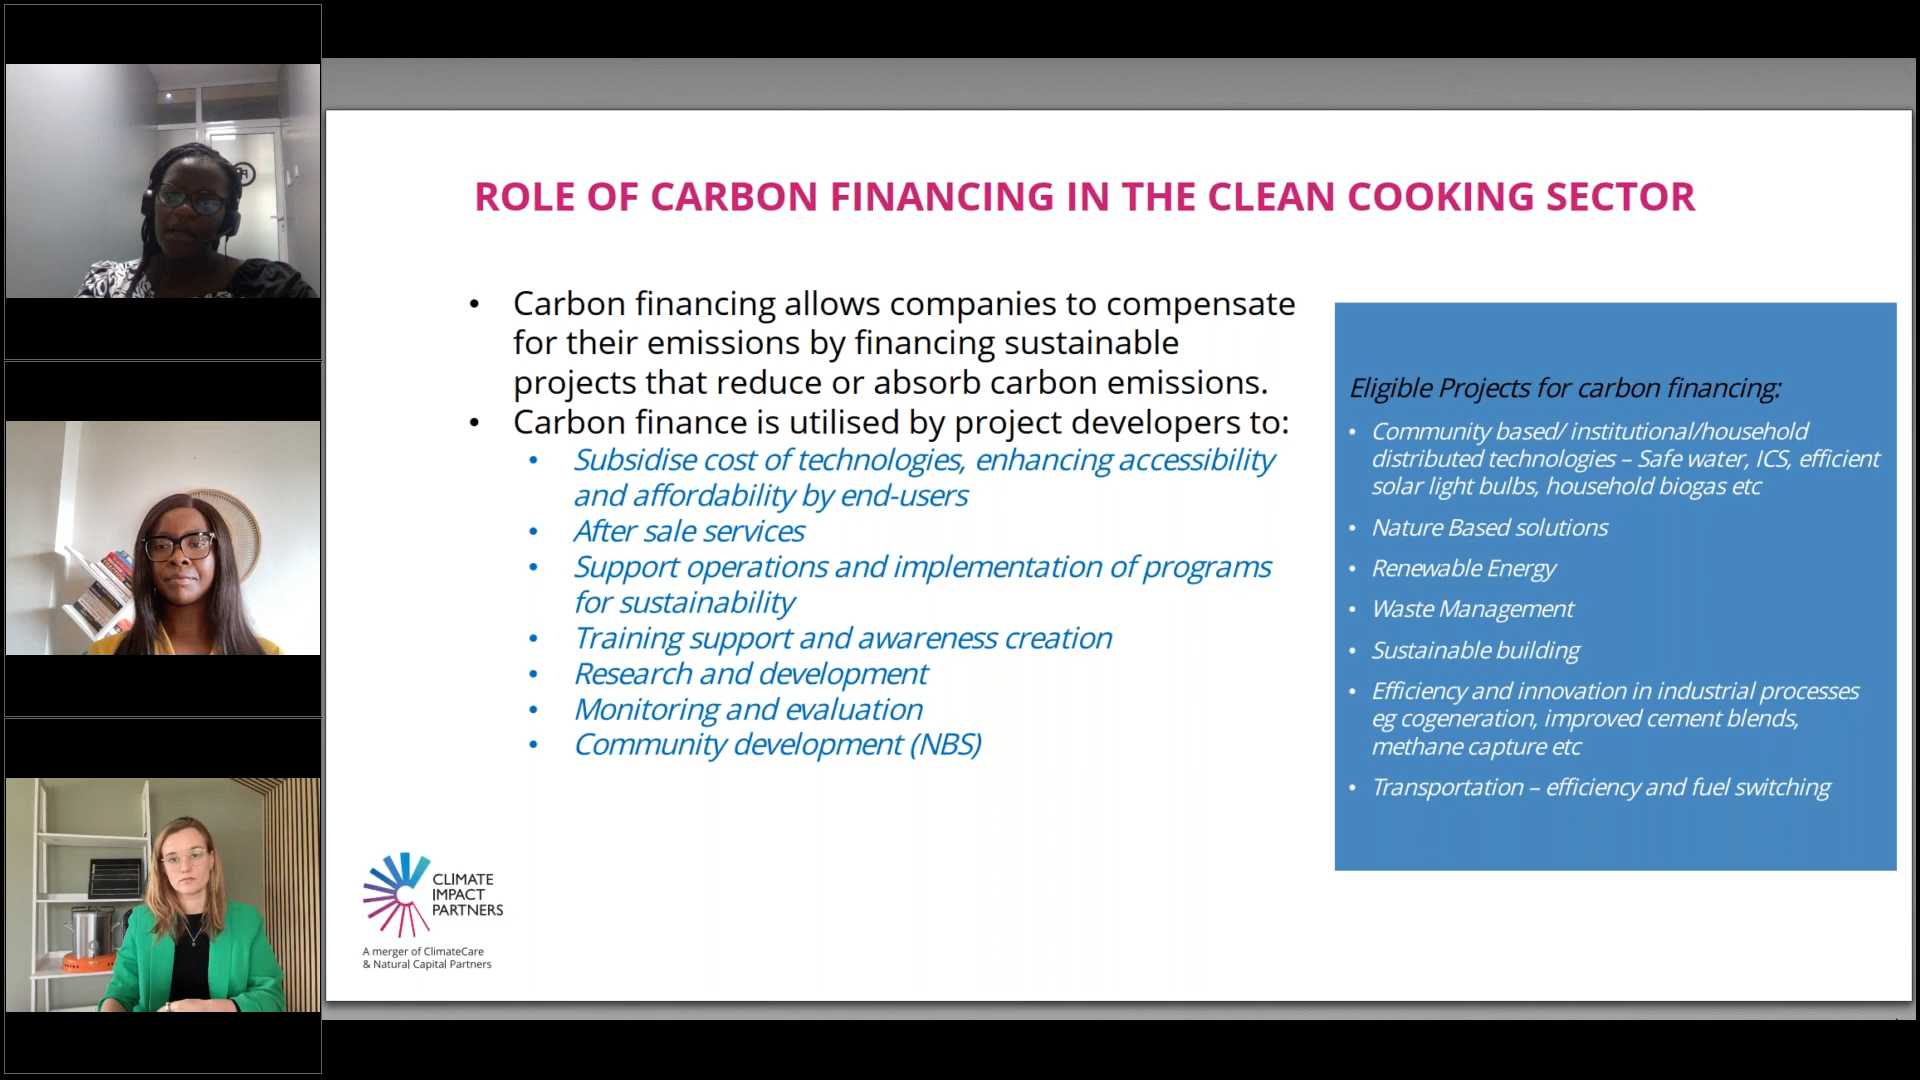 ROLE OF CARBON FINANCING IN THE CLEAN COOKING SECTOR
• Carbon financing allows companies to compensate
for their emissions by financing sustainable
projects that reduce or absorb carbon emissions.
• Carbon finance is utilised by project developers to:
• Subsidise cost of technologies, enhancing accessibility
and affordability by end-users
• After sale services
• Support operations and implementation of programs
for sustainability
• Training support and awareness creation
• Research and development
• Monitoring and evaluation
• Community development (NBS)
Eligible Projects for carbon financing:
• Community based/ institutional/household
distributed technologies – Safe water, ICS, efficient
solar light bulbs, household biogas etc
• Nature Based solutions
• Renewable Energy
• Waste Management
• Sustainable building
• Efficiency and innovation in industrial processes
eg cogeneration, improved cement blends,
methane capture etc
• Transportation – efficiency and fuel switching
CLIMATE
IMPACT
PARTNERS
A merger of ClimateCare
& Natural Capital Partners